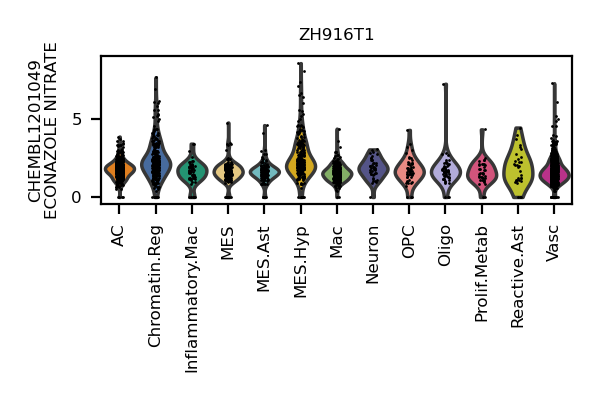 ZH916T1
CHEMBL1201049
ECONAZOLE NITRATE
5
0
AC
Chromatin.Reg
Inflammatory.Mac
MES
MES.Ast
MES.Hyp
Mac
Neuron
OPC
Oligo
Prolif.Metab
Reactive.Ast
Vasc